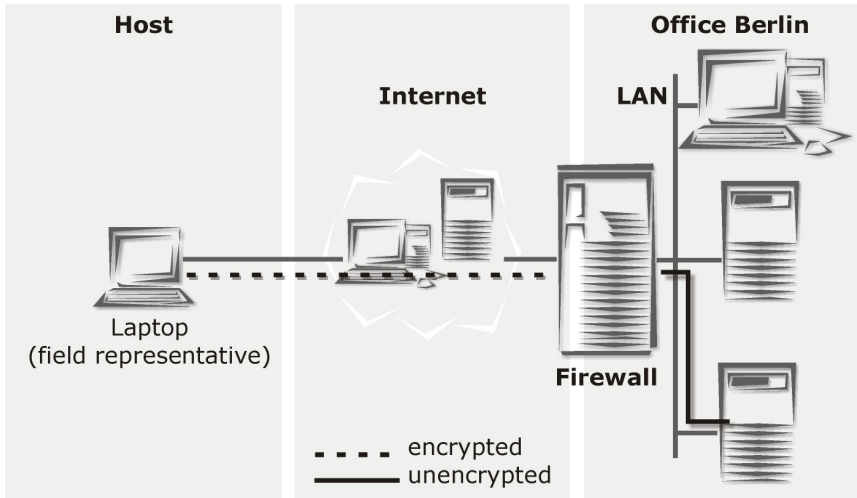 Host
Internet
Office Berlin
LAN
Laptop
(field representative)
Firewall
encrypted
unencrypted